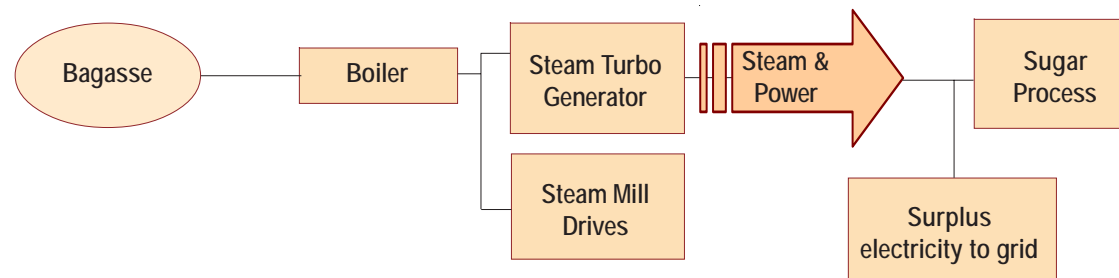 Bagasse
Boiler
Steam Turbo
Generator
Steam Mill
Drives
Steam &
Power
Sugar
Process
Surplus
electricity to grid